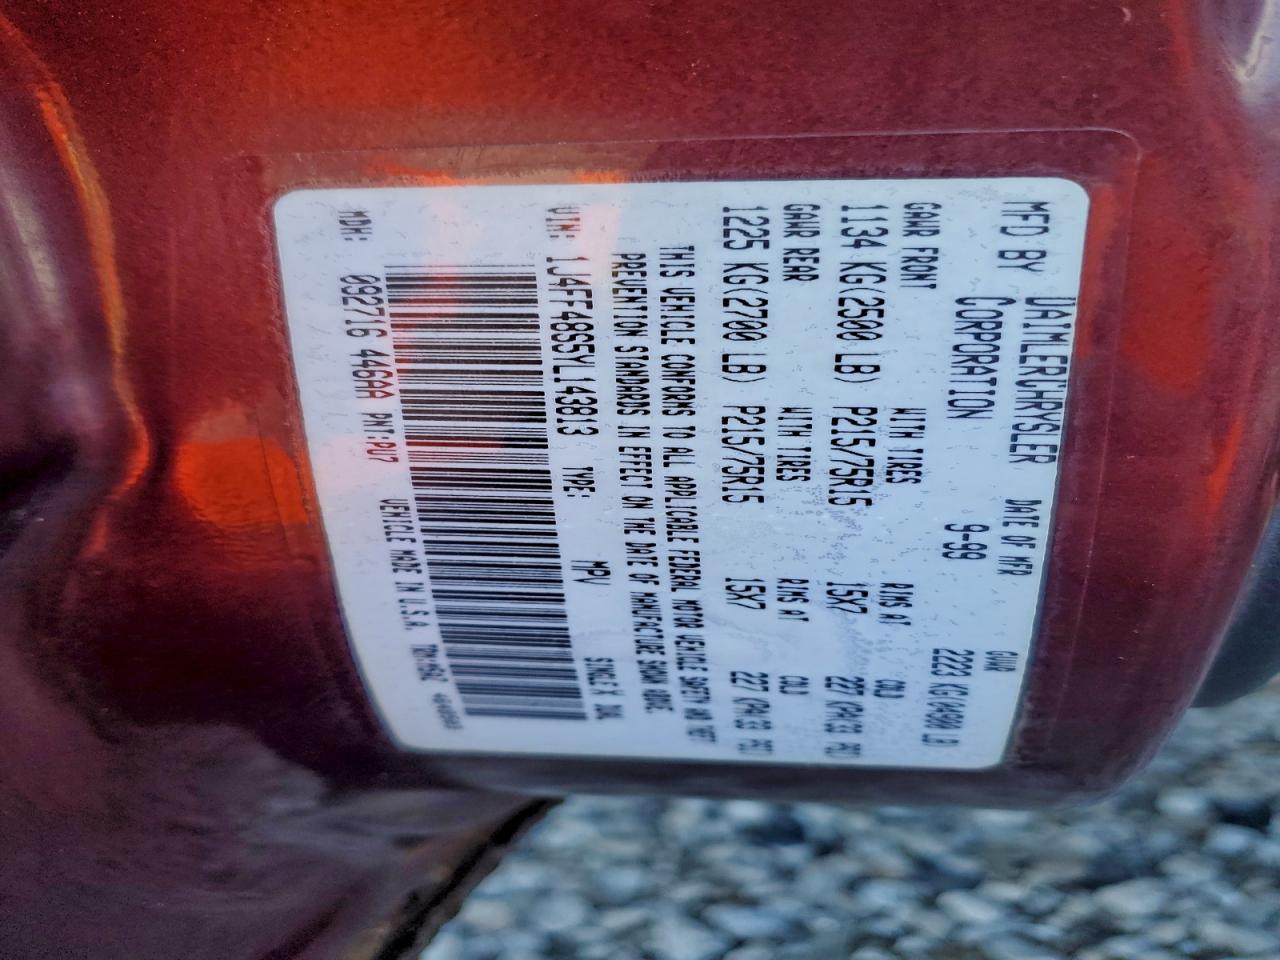 MFD BY DAIMLERCHRYSLER CORPORATION DATE OF MFR 9-99 GVWR 2223 KG(4900 LB)
GAWR FRONT WITH TIRES RIMS AT COLD
1134 KG(2500 LB) P215/75R15 15X7 227 KPA(33 PSI)
GAWR REAR WITH TIRES RIMS AT COLD
1225 KG(2700 LB) P215/75R15 15X7 227 KPA(33 PSI)
THIS VEHICLE CONFORMS TO ALL APPLICABLE FEDERAL MOTOR VEHICLE SAFETY AND THEFT
PREVENTION STANDARDS IN EFFECT ON THE DATE OF MANUFACTURE SHOWN ABOVE.
VIN: 1J4FF48S5YL143813 TYPE: MPV SINGLE X DUAL
MDH: 092716 446AA PNT:PU7 VEHICLE MADE IN U.S.A.